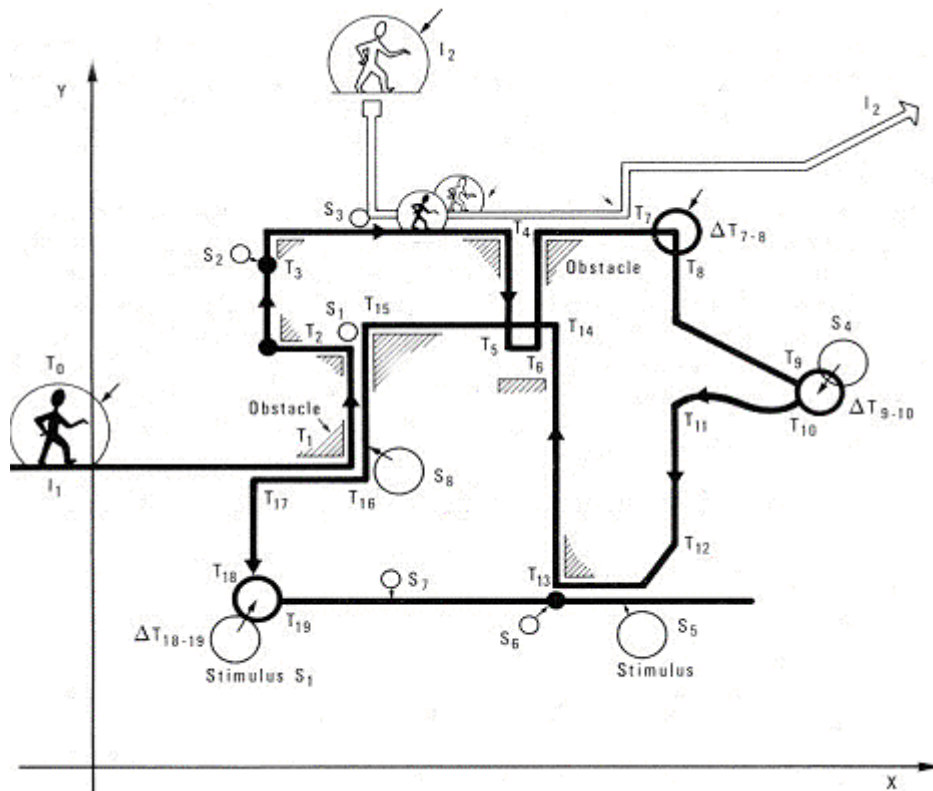 I2
Y
I2
S3
T4
T7
ΔT7-8
S2
T3
Obstacle
T8
S1
T15
T2
T5
T6
T14
S4
T0
T9
Obstacle
ΔT9-10
T1
T11
T10
S8
I1
T17
T16
T12
T18
T13
S7
T19
ΔT18-19
S6
S5
Stimulus S1
Stimulus
X